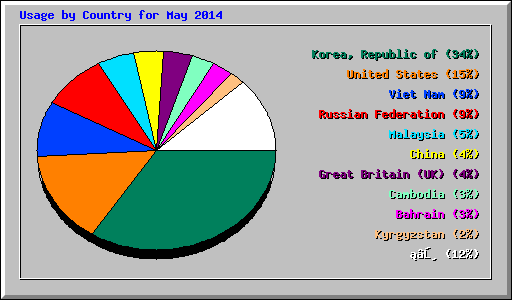 Usage by Country for May 2014
Korea, Republic of (34%)
United States (15%)
Viet Nam (9%)
Russian Federation (9%)
Malaysia (5%)
China (4%)
Great Britain (UK) (4%)
Cambodia (3%)
Bahrain (3%)
Kyrgyzstan (2%)
(12%)